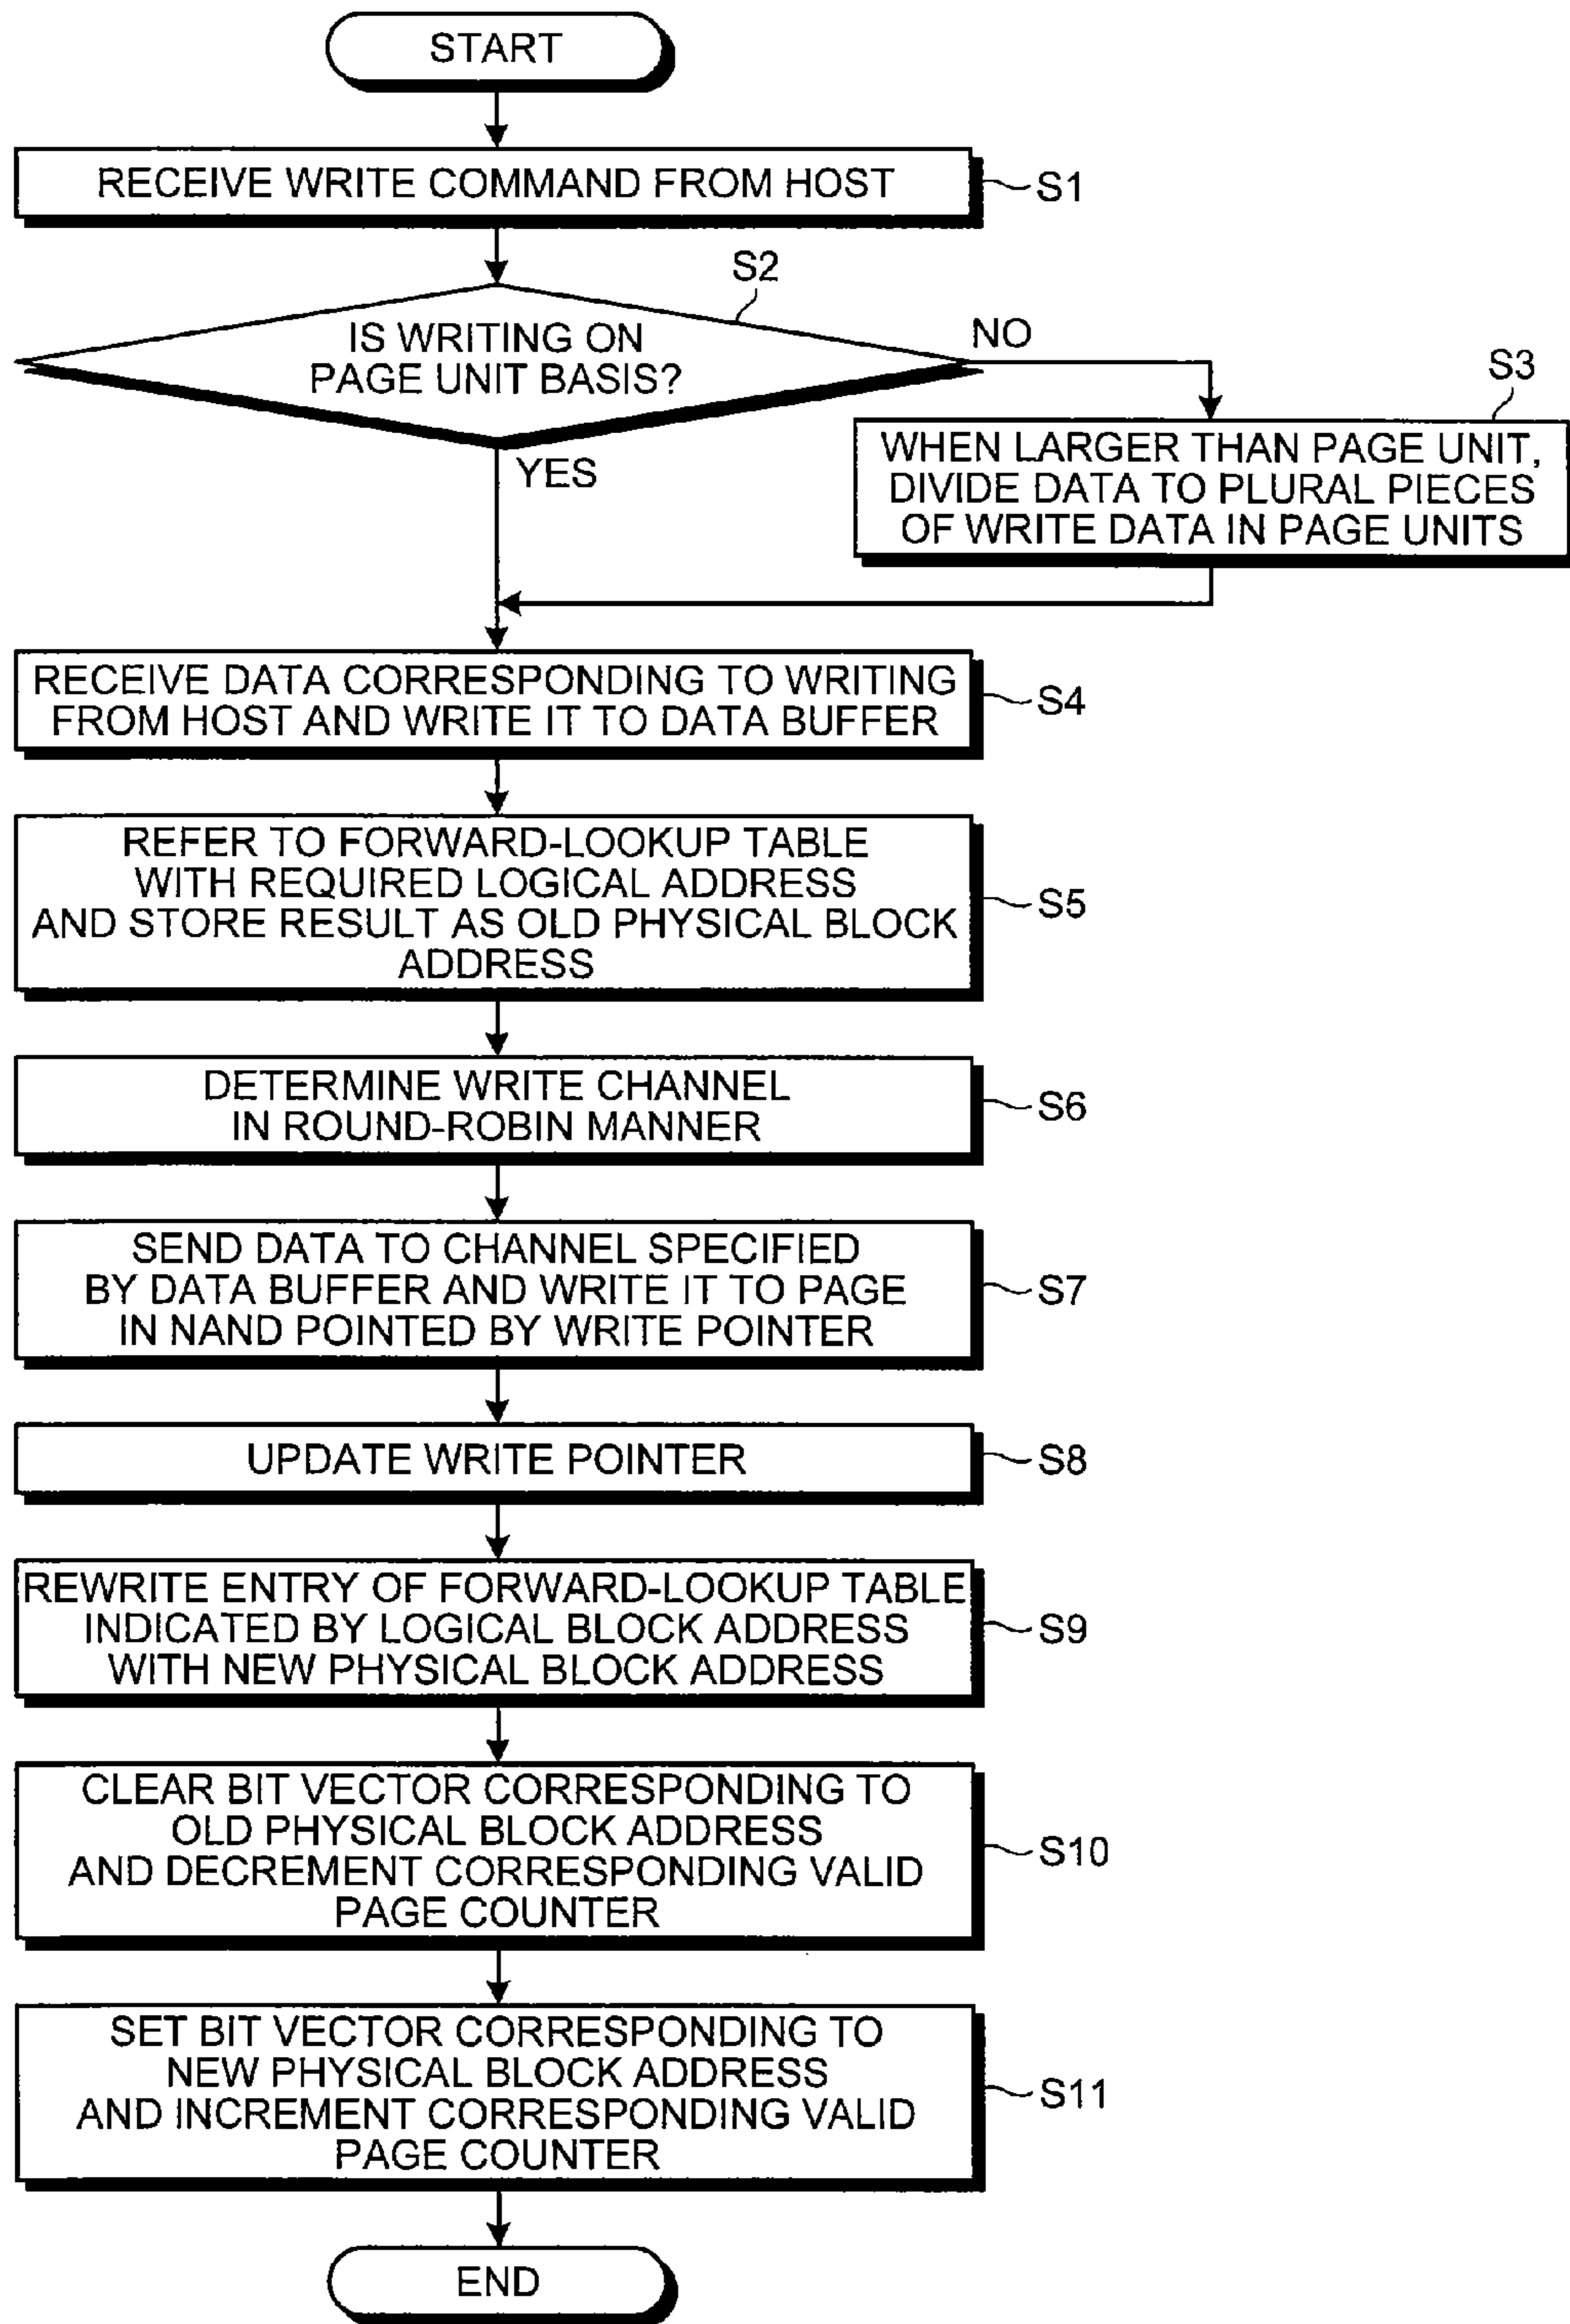 START
RECEIVE WRITE COMMAND FROM HOST
S1
S2
IS WRITING ON
PAGE UNIT BASIS?
NO
YES
S3
WHEN LARGER THAN PAGE UNIT,
DIVIDE DATA TO PLURAL PIECES
OF WRITE DATA IN PAGE UNITS
RECEIVE DATA CORRESPONDING TO WRITING
FROM HOST AND WRITE IT TO DATA BUFFER
S4
REFER TO FORWARD-LOOKUP TABLE
WITH REQUIRED LOGICAL ADDRESS
AND STORE RESULT AS OLD PHYSICAL BLOCK
ADDRESS
S5
DETERMINE WRITE CHANNEL
IN ROUND-ROBIN MANNER
S6
SEND DATA TO CHANNEL SPECIFIED
BY DATA BUFFER AND WRITE IT TO PAGE
IN NAND POINTED BY WRITE POINTER
S7
UPDATE WRITE POINTER
S8
REWRITE ENTRY OF FORWARD-LOOKUP TABLE
INDICATED BY LOGICAL BLOCK ADDRESS
WITH NEW PHYSICAL BLOCK ADDRESS
S9
CLEAR BIT VECTOR CORRESPONDING TO
OLD PHYSICAL BLOCK ADDRESS
AND DECREMENT CORRESPONDING VALID
PAGE COUNTER
S10
SET BIT VECTOR CORRESPONDING TO
NEW PHYSICAL BLOCK ADDRESS
AND INCREMENT CORRESPONDING VALID
PAGE COUNTER
S11
END